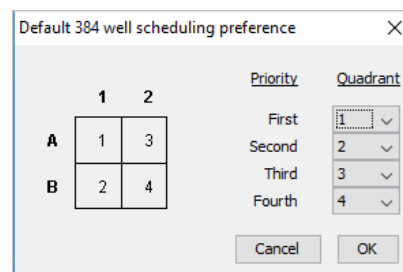 Default 384 well scheduling preference
Priority Quadrant
1 2
First 1
A 1 3
Second 2
Third 3
B 2 4
Fourth 4
Cancel OK